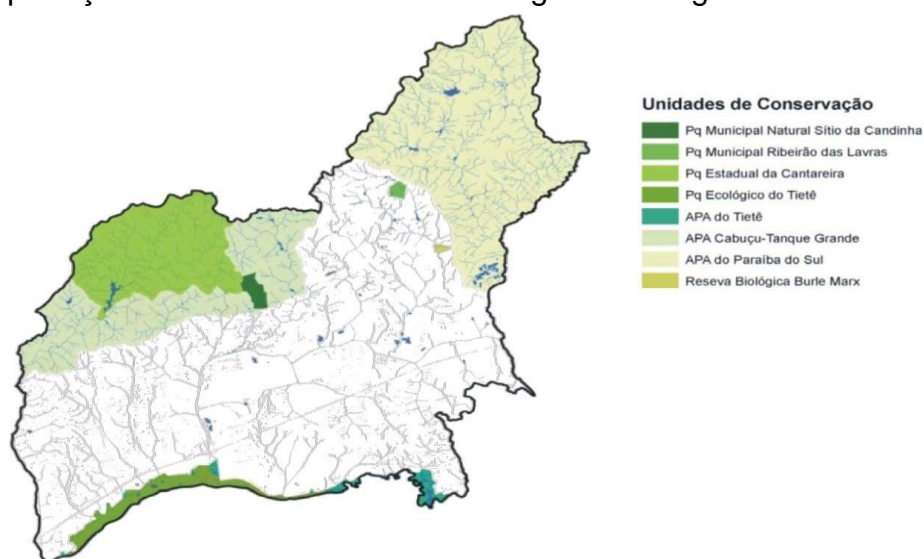 Unidades de Conservação
Pq Municipal Natural Sítio da Candinha
Pq Municipal Ribeirão das Lavras
Pq Estadual da Cantareira
Pq Ecológico do Tietê
APA do Tietê
APA Cabuçu-Tanque Grande
APA do Paraíba do Sul
Reseva Biológica Burle Marx